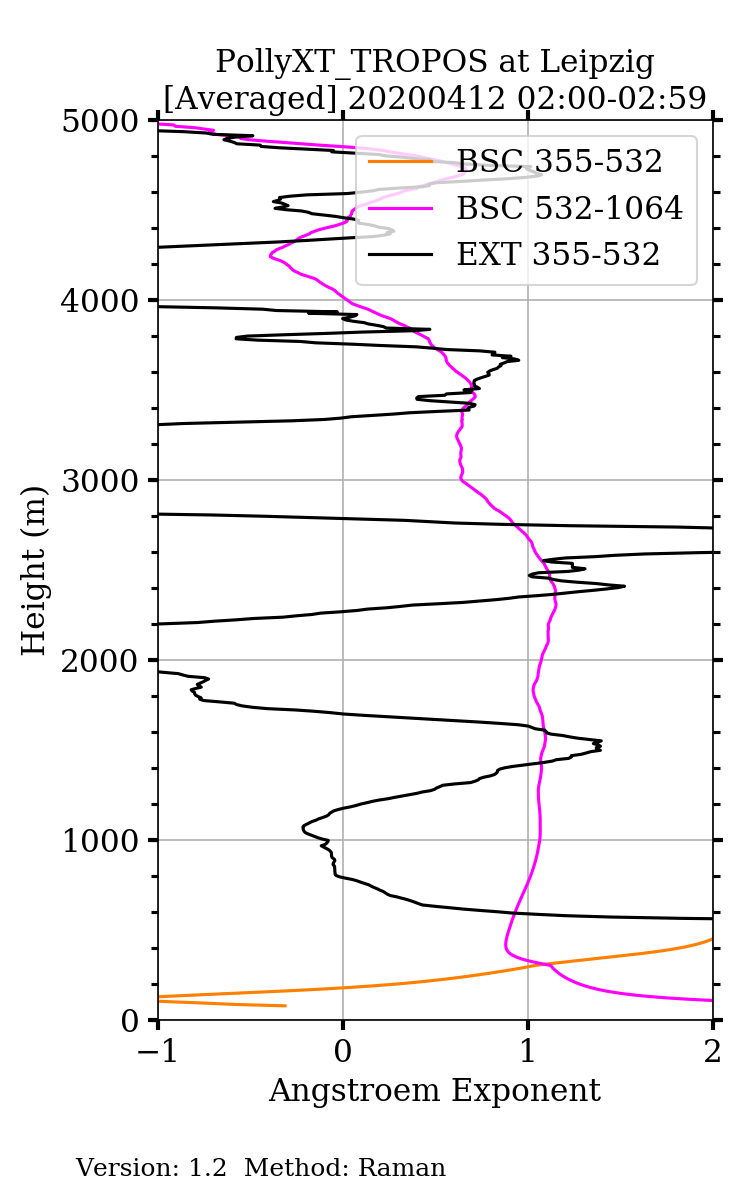 PollyXT_TROPOS at Leipzig
[Averaged] 20200412 02:00-02:59
BSC 355-532
BSC 532-1064
EXT 355-532
5000
4000
3000
2000
1000
0
Height (m)
−1
0
1
2
Angstroem Exponent
Version: 1.2  Method: Raman